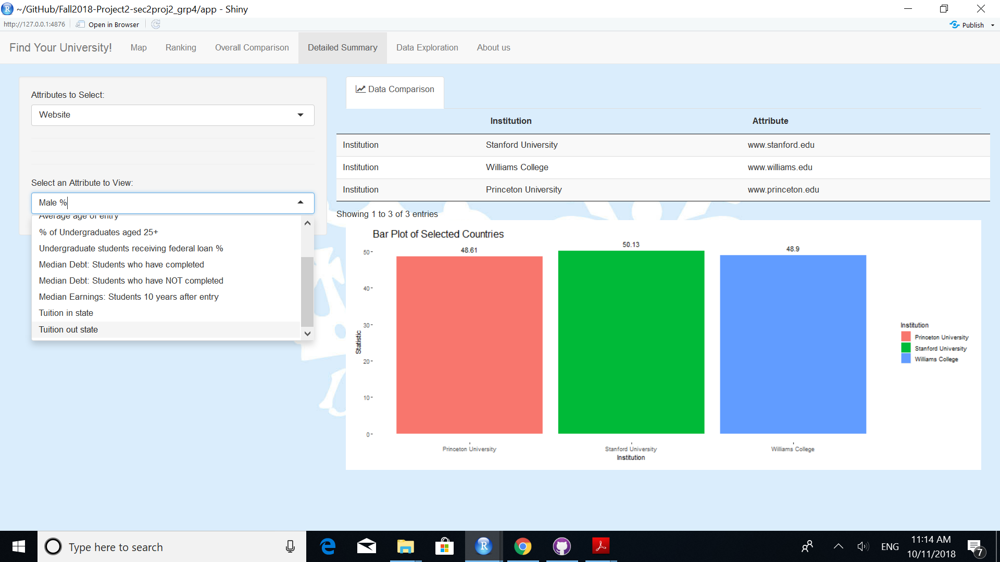 ~/GitHub/Fall2018-Project2-sec2proj2_grp4/app - Shiny
http://127.0.0.1:4876 Open in Browser Publish
Find Your University! Map Ranking Overall Comparison Detailed Summary Data Exploration About us
Attributes to Select:
Website
Select an Attribute to View:
Male %
Average age of entry
% of Undergraduates aged 25+
Undergraduate students receiving federal loan %
Median Debt: Students who have completed
Median Debt: Students who have NOT completed
Median Earnings: Students 10 years after entry
Tuition in state
Tuition out state
Data Comparison
Institution Attribute
Institution Stanford University www.stanford.edu
Institution Williams College www.williams.edu
Institution Princeton University www.princeton.edu
Showing 1 to 3 of 3 entries
Bar Plot of Selected Countries
48.61 50.13 48.9
50
40
30
20
10
0
Statistic
Princeton University Stanford University Williams College
Institution
Institution
Princeton University
Stanford University
Williams College
Type here to search
R
ENG
11:14 AM
10/11/2018
7